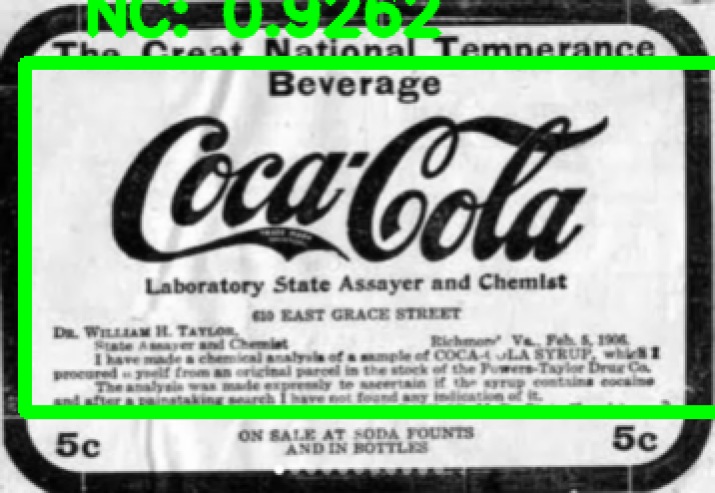 NC: 0.9262
The Great National Temperance
Beverage
Coca-Cola
TRADE MARK
Laboratory State Assayer and Chemist
610 EAST GRACE STREET
DR. WILLIAM H. TAYLOR,
State Assayer and Chemist Richmond Va., Feb. 5, 1906.
I have made a chemical analysis of a sample of COCA-COLA SYRUP, which I
procured myself from an original parcel in the stock of the Powers-Taylor Drug Co.
The analysis was made expressly to ascertain if the syrup contains cocaine
and after a painstaking search I have not found any indication of it.
5c ON SALE AT SODA FOUNTS 5c
AND IN BOTTLES